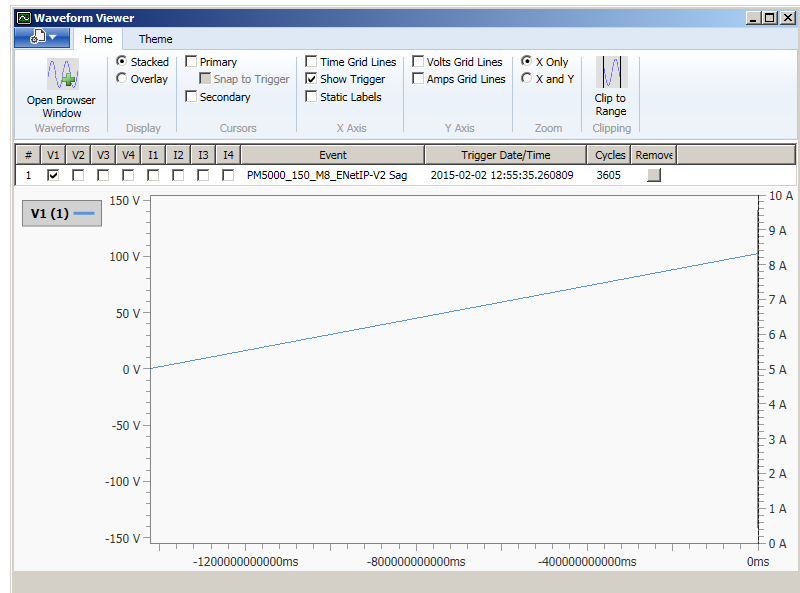 Waveform Viewer
Home Theme
Stacked
Overlay
Primary
Snap to Trigger
Secondary
Time Grid Lines
Show Trigger
Static Labels
Volts Grid Lines
Amps Grid Lines
X Only
X and Y
Open Browser
Window
Clip to
Range
Waveforms Display Cursors X Axis Y Axis Zoom Clipping
# V1 V2 V3 V4 I1 I2 I3 I4 Event Trigger Date/Time Cycles Remove
1 PM5000_150_M8_ENetIP-V2 Sag 2015-02-02 12:55:35.260809 3605
V1 (1)
150 V
100 V
50 V
0 V
-50 V
-100 V
-150 V
10 A
9 A
8 A
7 A
6 A
5 A
4 A
3 A
2 A
1 A
0 A
-1200000000000ms -800000000000ms -400000000000ms 0ms